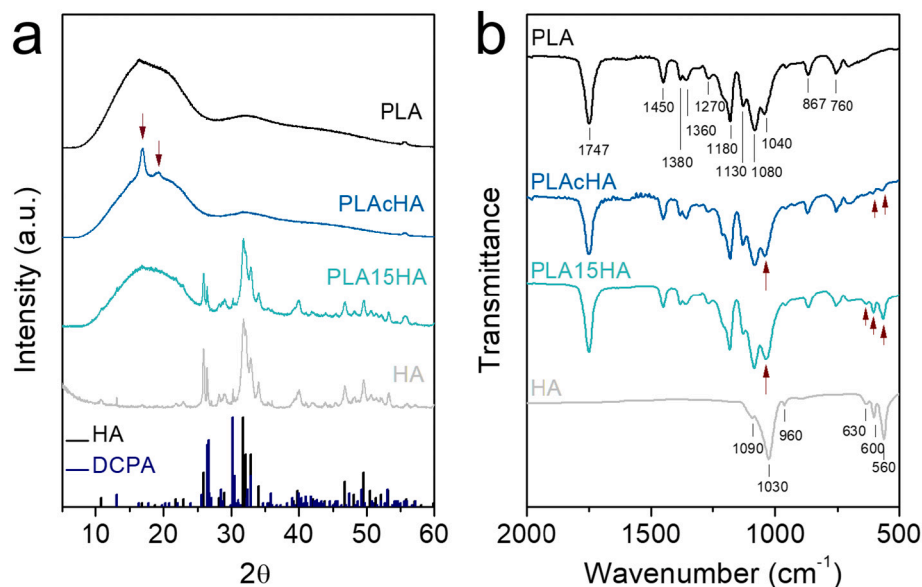 a
PLA
PLAcHA
PLA15HA
HA
HA
DCPA
Intensity (a.u.)
10 20 30 40 50 60
2θ
b
PLA
1747
1450
1380
1360
1270
1180
1130
1080
1040
867
760
PLAcHA
PLA15HA
HA
1090
1030
960
630
600
560
Transmittance
2000 1500 1000 500
Wavenumber (cm⁻¹)